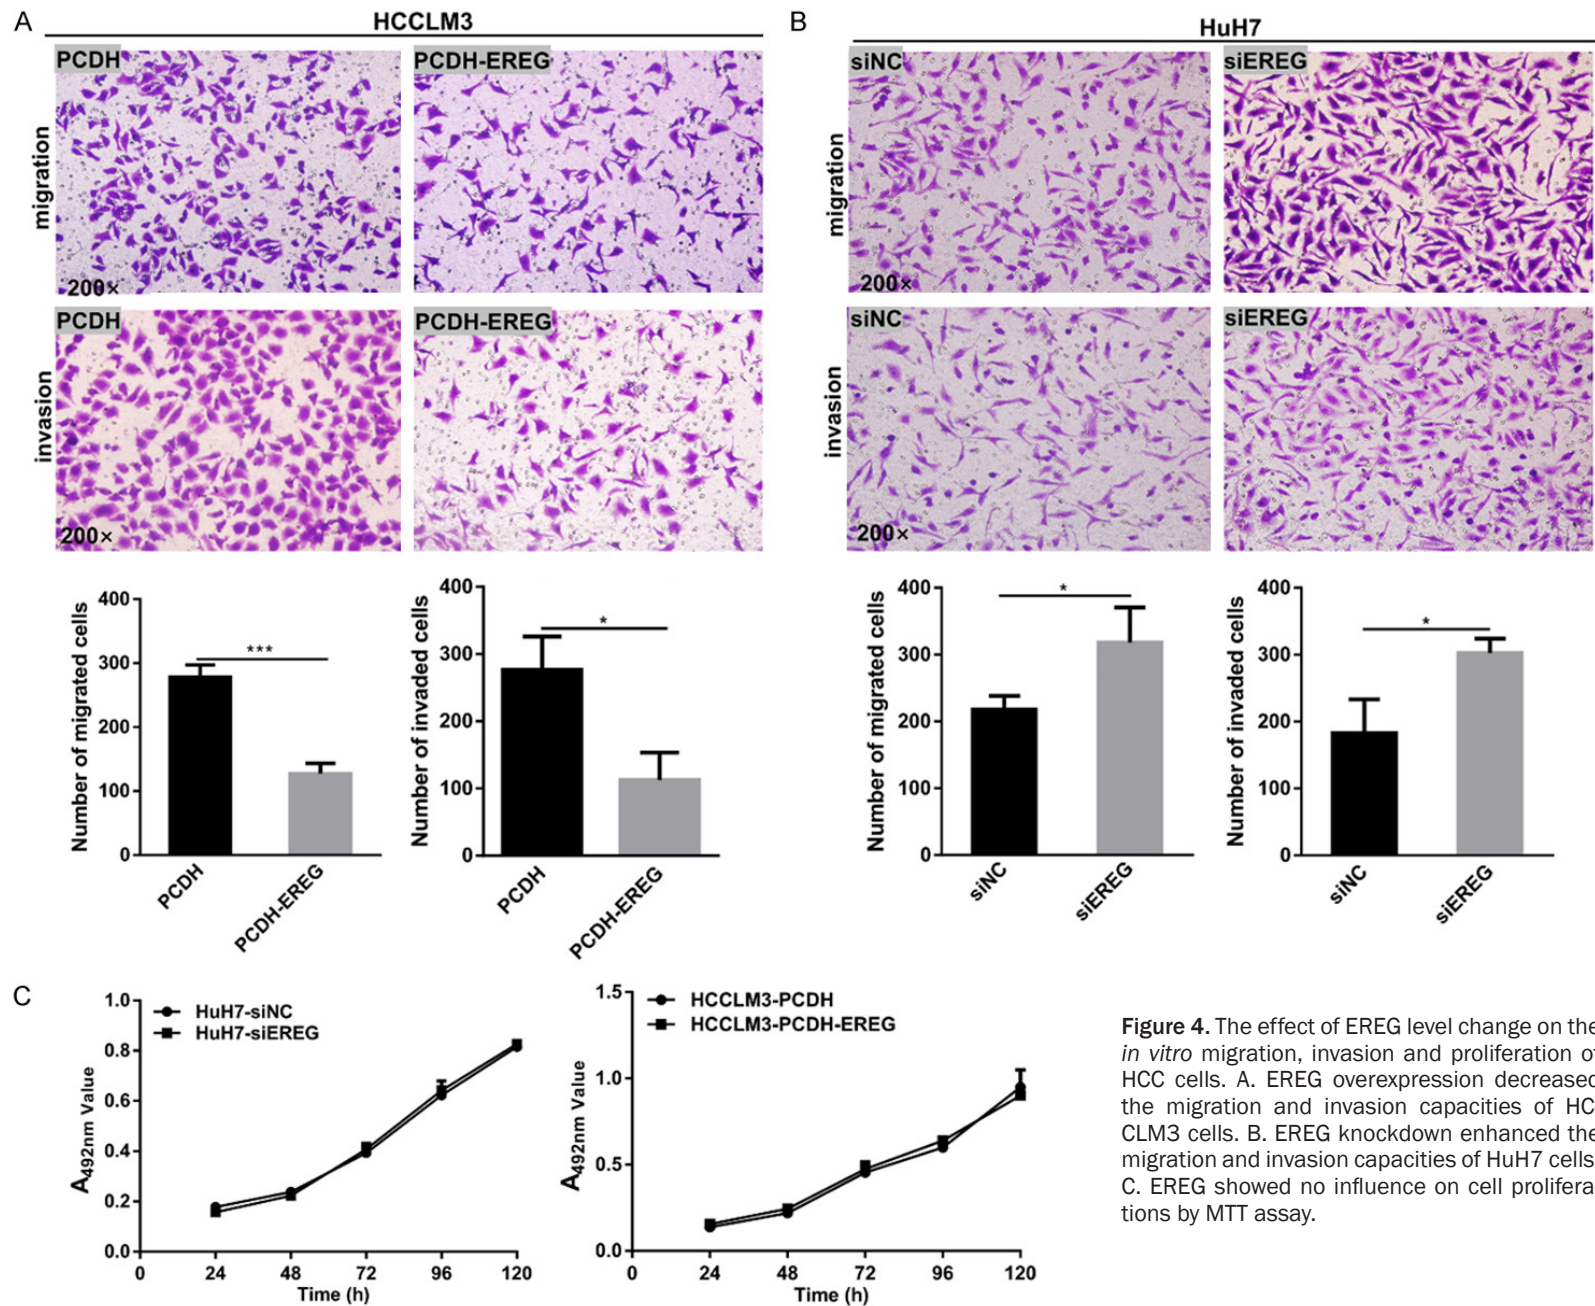 A
HCCLM3
PCDH
PCDH-EREG
migration
200×
PCDH
PCDH-EREG
invasion
200×
Number of migrated cells
400
300
200
100
0
***
PCDH
PCDH-EREG
Number of invaded cells
400
300
200
100
0
*
PCDH
PCDH-EREG
B
HuH7
siNC
siEREG
migration
200×
siNC
siEREG
invasion
200×
Number of migrated cells
400
300
200
100
0
*
siNC
siEREG
Number of invaded cells
400
300
200
100
0
*
siNC
siEREG
C
HuH7-siNC
HuH7-siEREG
A492nm Value
1.0
0.8
0.6
0.4
0.2
0.0
0 24 48 72 96 120
Time (h)
HCCLM3-PCDH
HCCLM3-PCDH-EREG
A492nm Value
1.5
1.0
0.5
0.0
0 24 48 72 96 120
Time (h)
Figure 4. The effect of EREG level change on the
in vitro migration, invasion and proliferation of
HCC cells. A. EREG overexpression decreased
the migration and invasion capacities of HC
CLM3 cells. B. EREG knockdown enhanced the
migration and invasion capacities of HuH7 cells
C. EREG showed no influence on cell prolifera
tions by MTT assay.